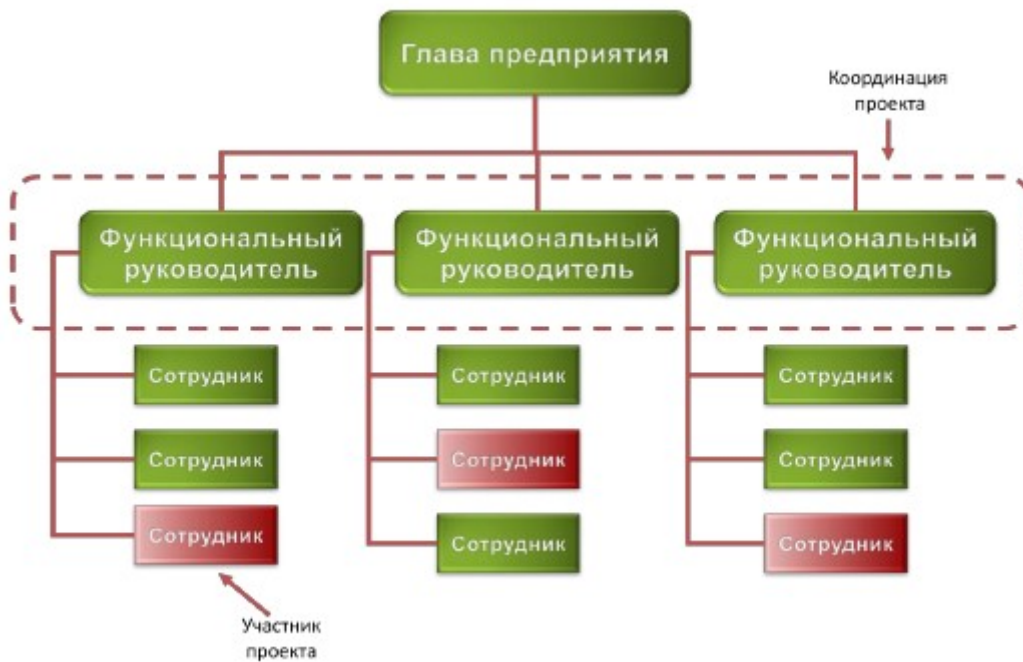 Глава предприятия
Координация
проекта
Функциональный
руководитель
Функциональный
руководитель
Функциональный
руководитель
Сотрудник
Сотрудник
Сотрудник
Сотрудник
Сотрудник
Сотрудник
Сотрудник
Сотрудник
Сотрудник
Участник
проекта